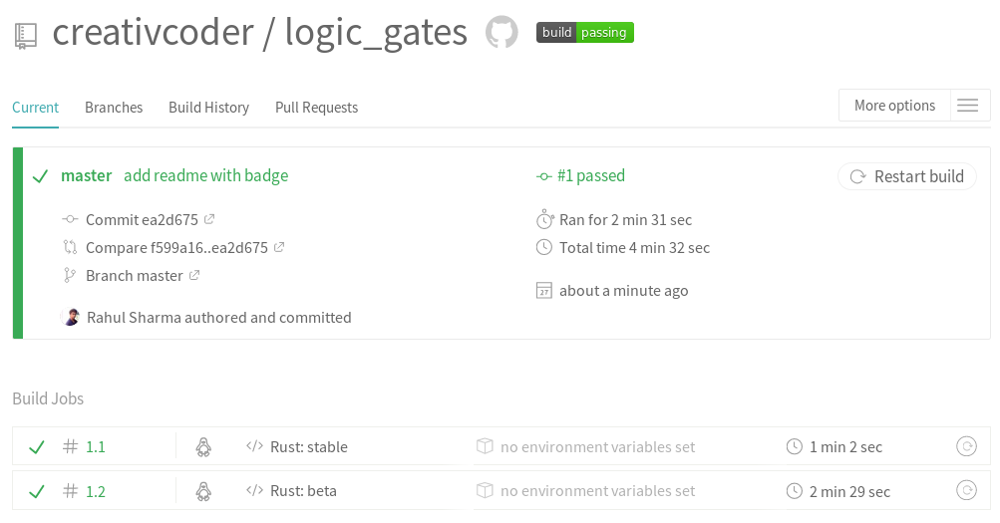 creativcoder / logic_gates build passing
Current Branches Build History Pull Requests More options
master add readme with badge #1 passed Restart build
Commit ea2d675 Ran for 2 min 31 sec
Compare f599a16..ea2d675 Total time 4 min 32 sec
Branch master
27 about a minute ago
Rahul Sharma authored and committed
Build Jobs
# 1.1 </> Rust: stable no environment variables set 1 min 2 sec
# 1.2 </> Rust: beta no environment variables set 2 min 29 sec